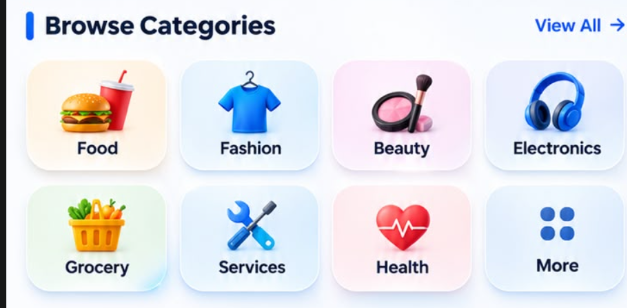 Browse Categories
View All →
Food
Fashion
Beauty
Electronics
Grocery
Services
Health
More